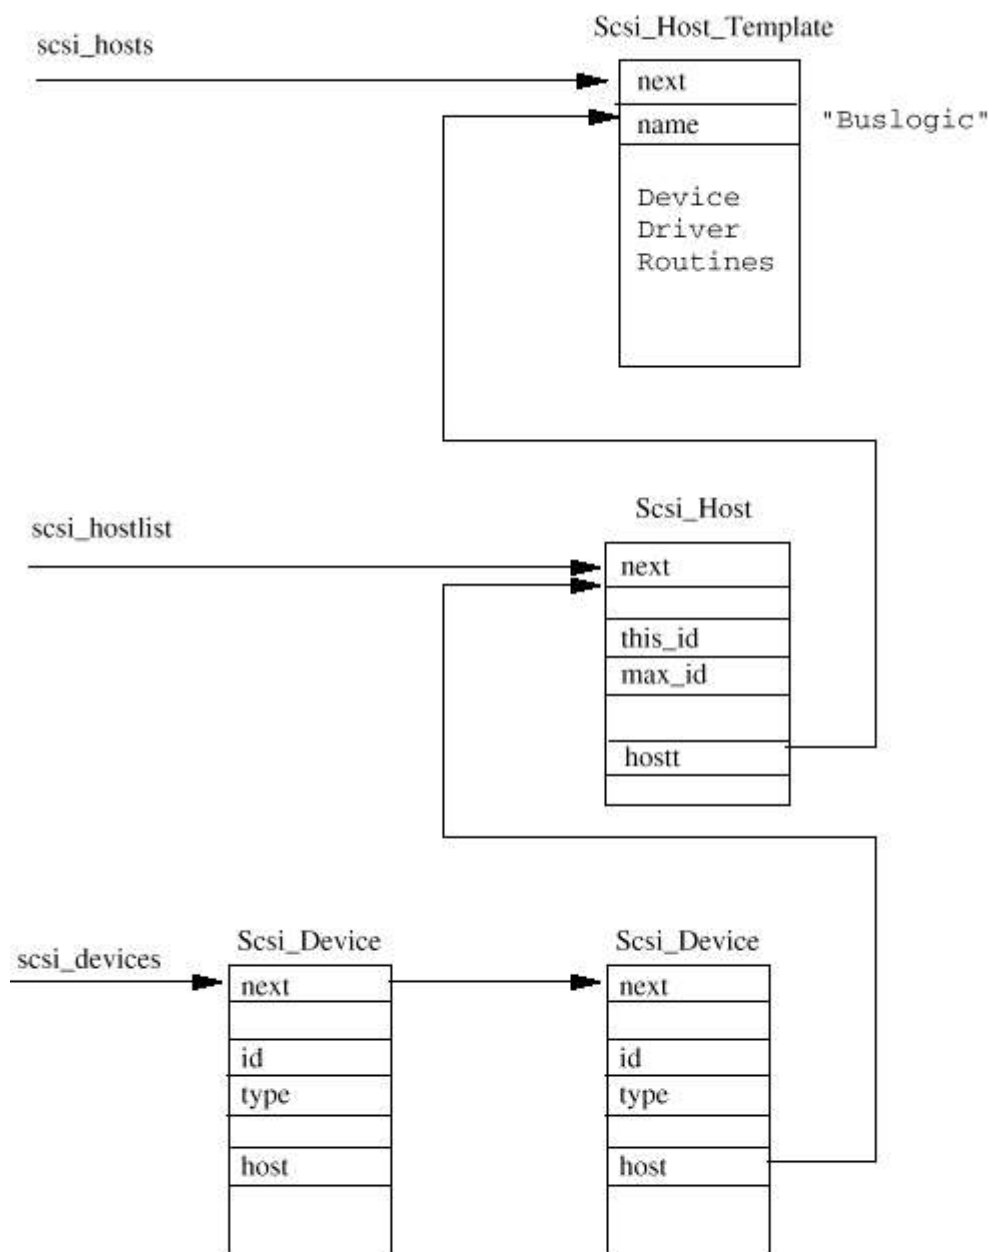 scsi_hosts
Scsi_Host_Template
next
name
"Buslogic"
Device
Driver
Routines
scsi_hostlist
Scsi_Host
next
this_id
max_id
hostt
scsi_devices
Scsi_Device
next
id
type
host
Scsi_Device
next
id
type
host